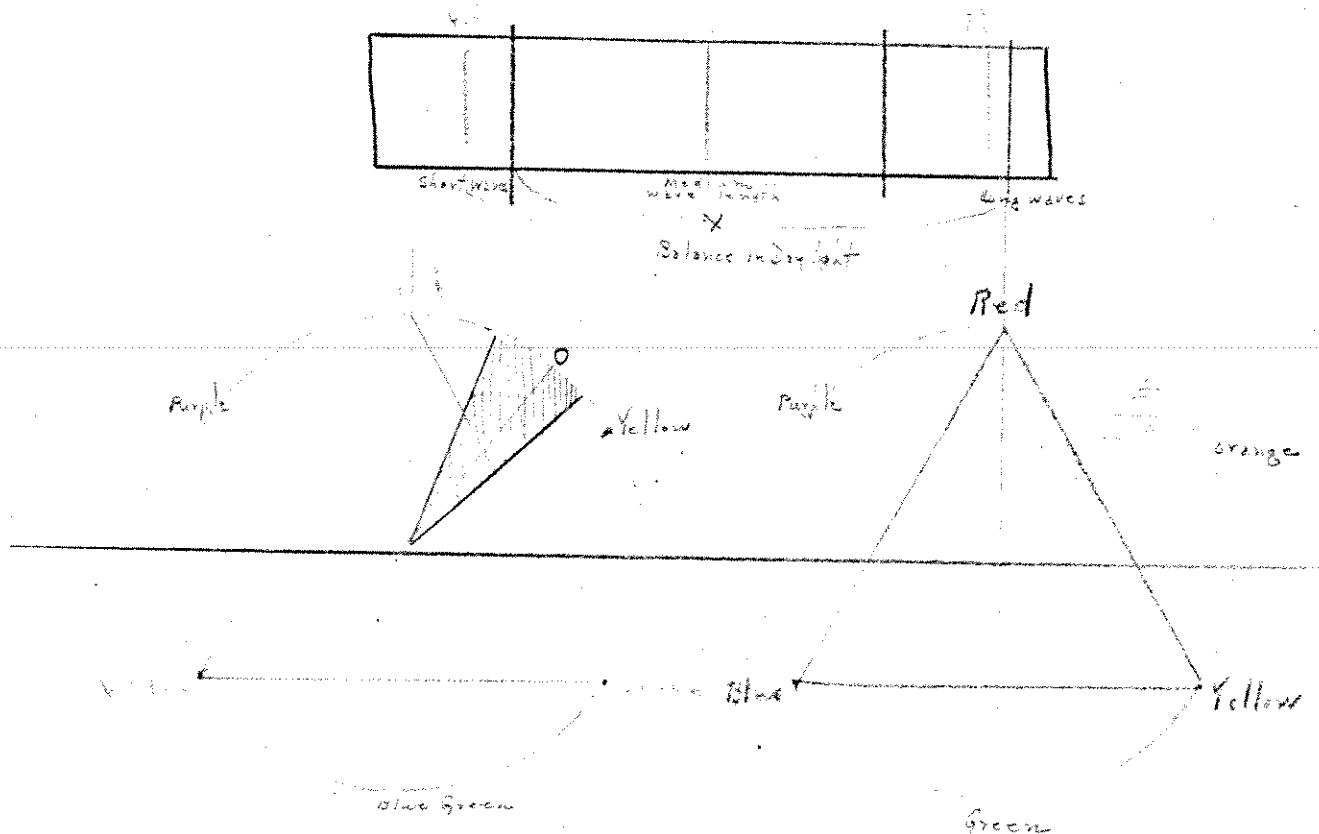 Short wave
Medium
wave length
Long waves
X
Balance in Daylight
Red
O
Purple
Yellow
Purple
orange
Blue
Yellow
Blue Green
Green